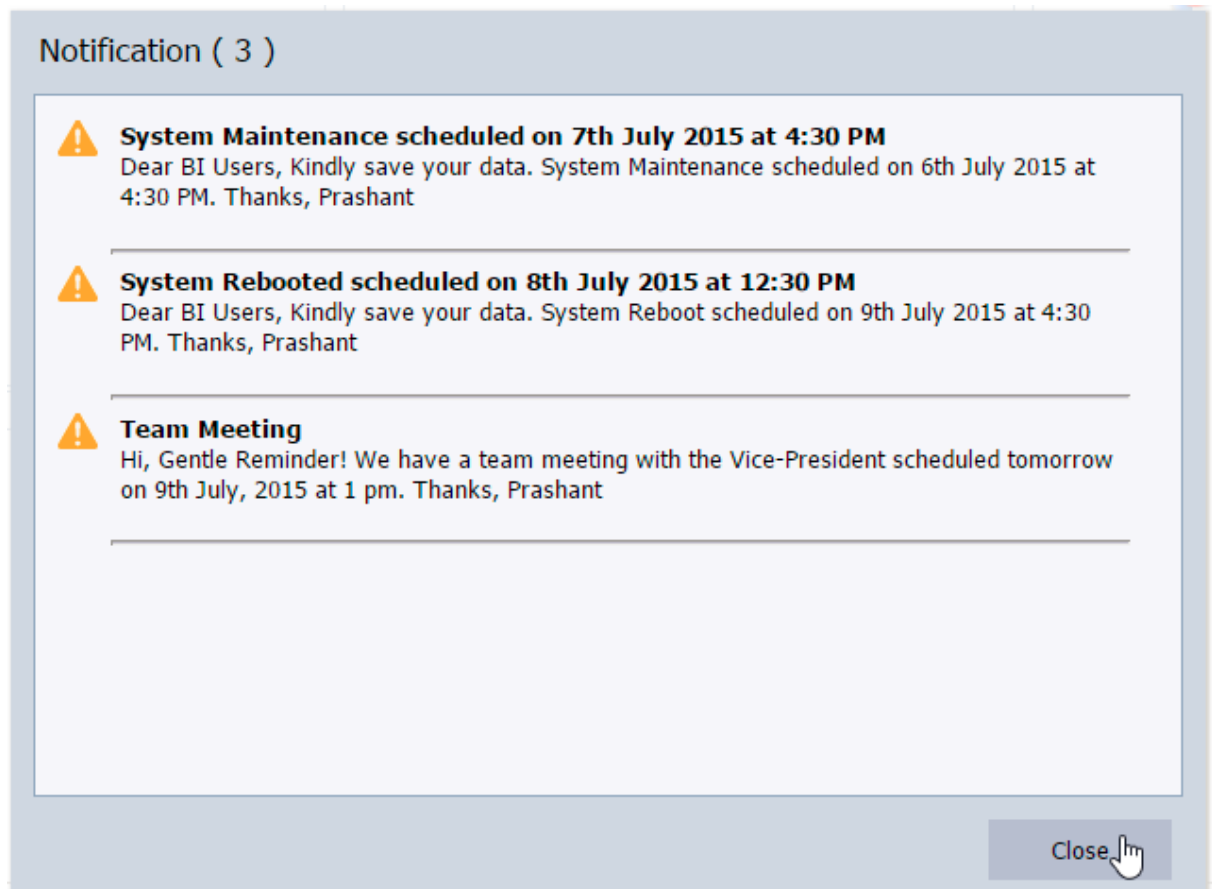 Notification ( 3 )
System Maintenance scheduled on 7th July 2015 at 4:30 PM
Dear BI Users, Kindly save your data. System Maintenance scheduled on 6th July 2015 at
4:30 PM. Thanks, Prashant
System Rebooted scheduled on 8th July 2015 at 12:30 PM
Dear BI Users, Kindly save your data. System Reboot scheduled on 9th July 2015 at 4:30
PM. Thanks, Prashant
Team Meeting
Hi, Gentle Reminder! We have a team meeting with the Vice-President scheduled tomorrow
on 9th July, 2015 at 1 pm. Thanks, Prashant
Close